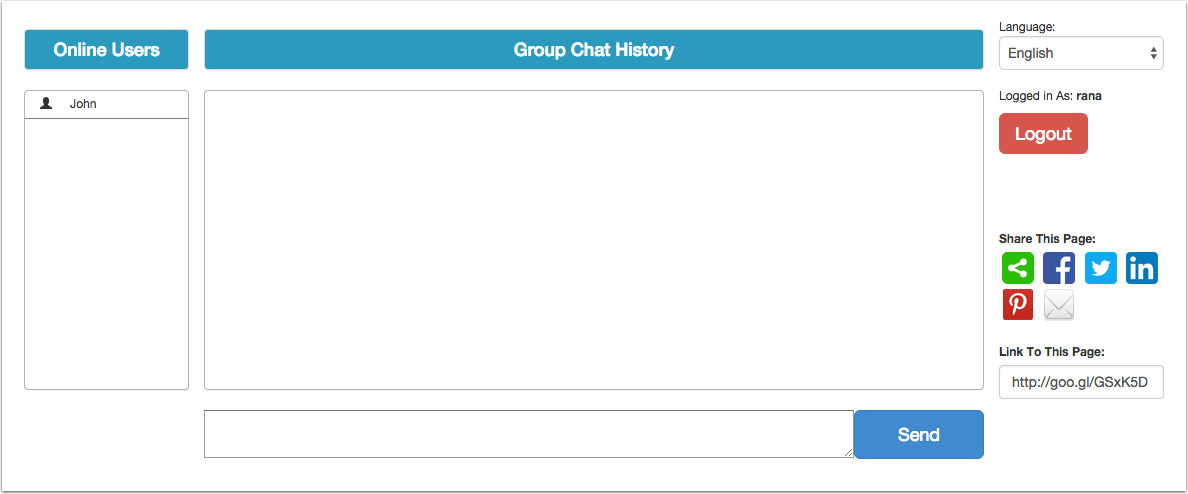 Online Users
Group Chat History
Language:
English
John
Logged in As: rana
Logout
Share This Page:
Link To This Page:
http://goo.gl/GSxK5D
Send